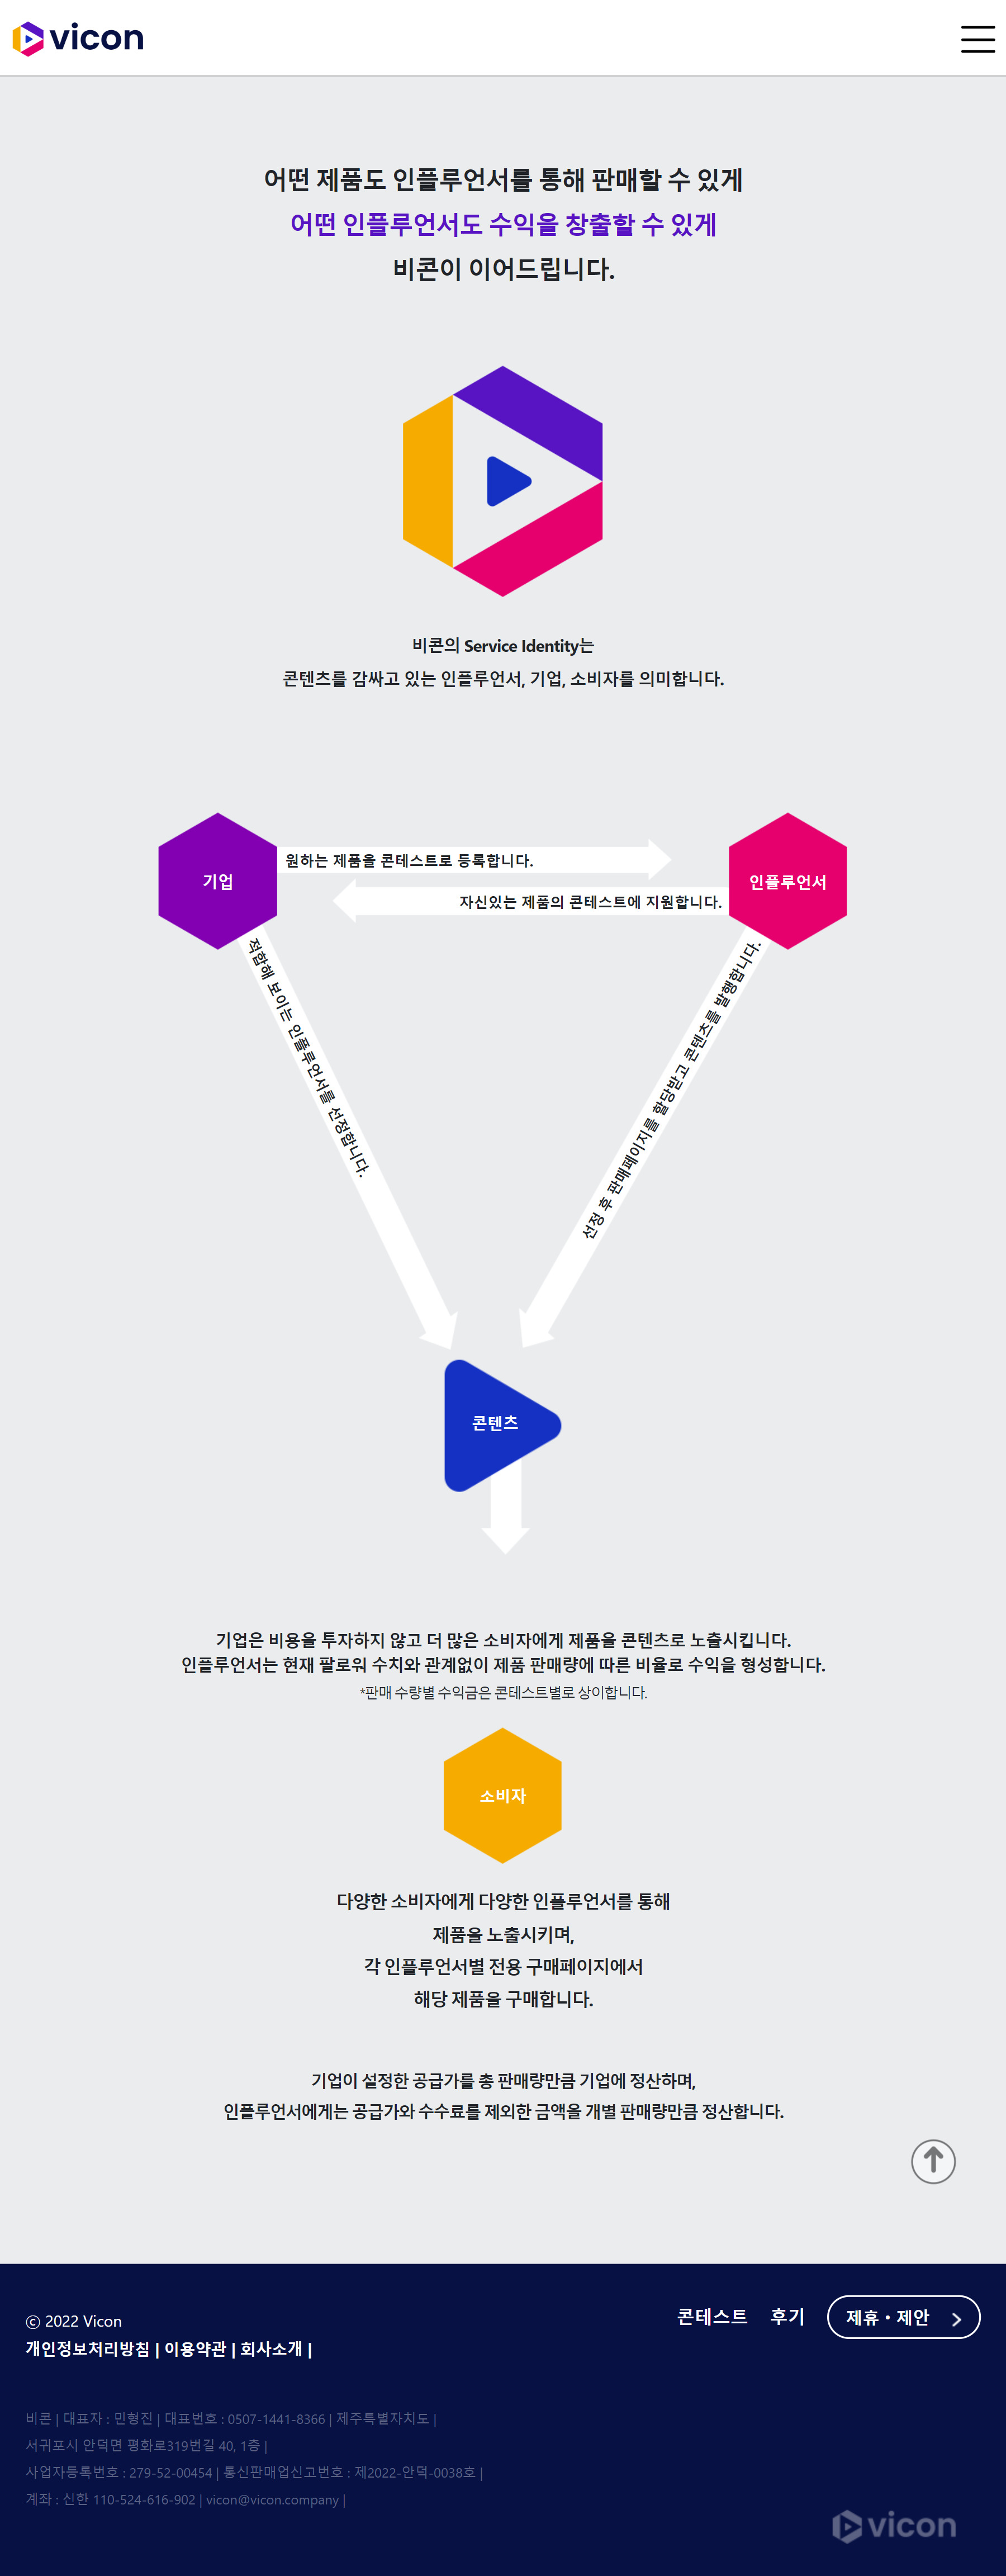 vicon
어떤 제품도 인플루언서를 통해 판매할 수 있게
어떤 인플루언서도 수익을 창출할 수 있게
비콘이 이어드립니다.
비콘의 Service Identity는
콘텐츠를 감싸고 있는 인플루언서, 기업, 소비자를 의미합니다.
기업
원하는 제품을 콘테스트로 등록합니다.
인플루언서
자신있는 제품의 콘테스트에 지원합니다.
적합해 보이는 인플루언서를 선정합니다.
선정 후 판매페이지를 할당받고 콘텐츠를 발행합니다.
콘텐츠
기업은 비용을 투자하지 않고 더 많은 소비자에게 제품을 콘텐츠로 노출시킵니다.
인플루언서는 현재 팔로워 수치와 관계없이 제품 판매량에 따른 비율로 수익을 형성합니다.
*판매 수량별 수익금은 콘테스트별로 상이합니다.
소비자
다양한 소비자에게 다양한 인플루언서를 통해
제품을 노출시키며,
각 인플루언서별 전용 구매페이지에서
해당 제품을 구매합니다.
기업이 설정한 공급가를 총 판매량만큼 기업에 정산하며,
인플루언서에게는 공급가와 수수료를 제외한 금액을 개별 판매량만큼 정산합니다.
ⓒ 2022 Vicon
콘테스트 후기 제휴 • 제안
개인정보처리방침 | 이용약관 | 회사소개 |
비콘 | 대표자 : 민형진 | 대표번호 : 0507-1441-8366 | 제주특별자치도 |
서귀포시 안덕면 평화로319번길 40, 1층 |
사업자등록번호 : 279-52-00454 | 통신판매업신고번호 : 제2022-안덕-0038호 |
계좌 : 신한 110-524-616-902 | vicon@vicon.company |
vicon